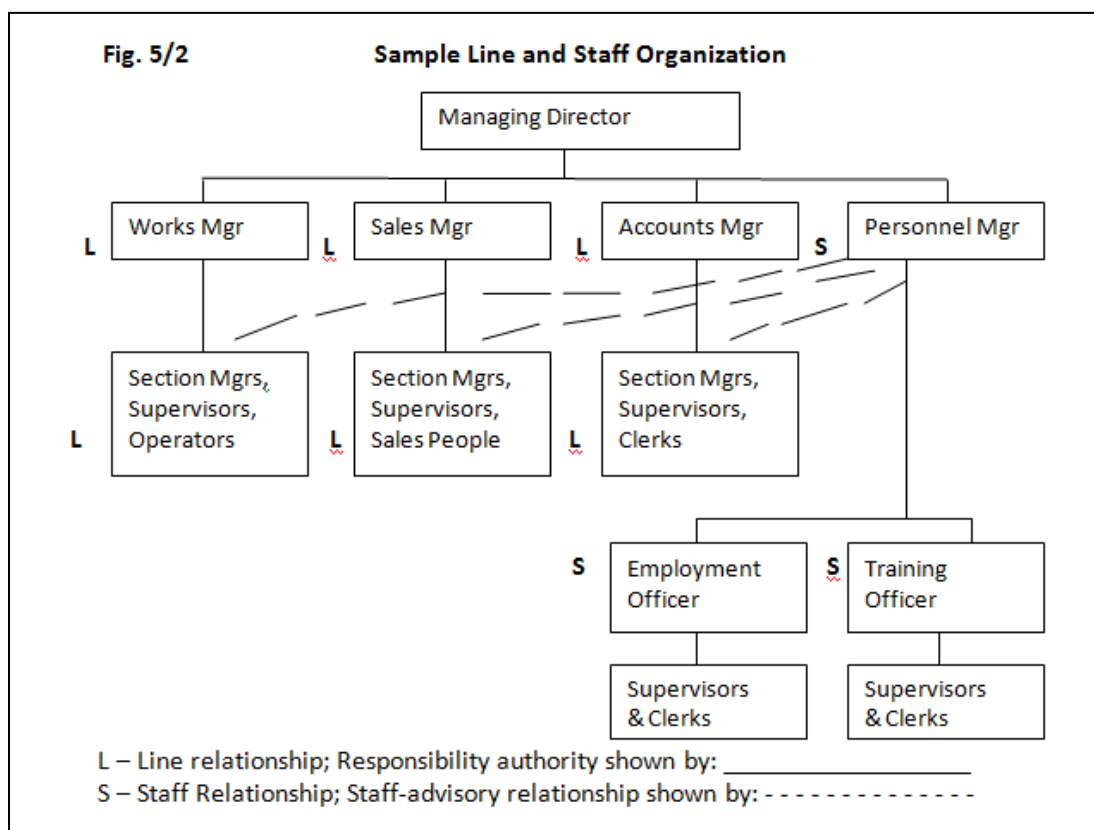 Fig. 5/2 Sample Line and Staff Organization
Managing Director
L
Works Mgr
L
Sales Mgr
L
Accounts Mgr
S
Personnel Mgr
L
Section Mgrs,
Supervisors,
Operators
L
Section Mgrs,
Supervisors,
Sales People
L
Section Mgrs,
Supervisors,
Clerks
S
Employment
Officer
S
Training
Officer
Supervisors
& Clerks
Supervisors
& Clerks
L – Line relationship; Responsibility authority shown by: ___________________
S – Staff Relationship; Staff-advisory relationship shown by: - - - - - - - - - - - - - -